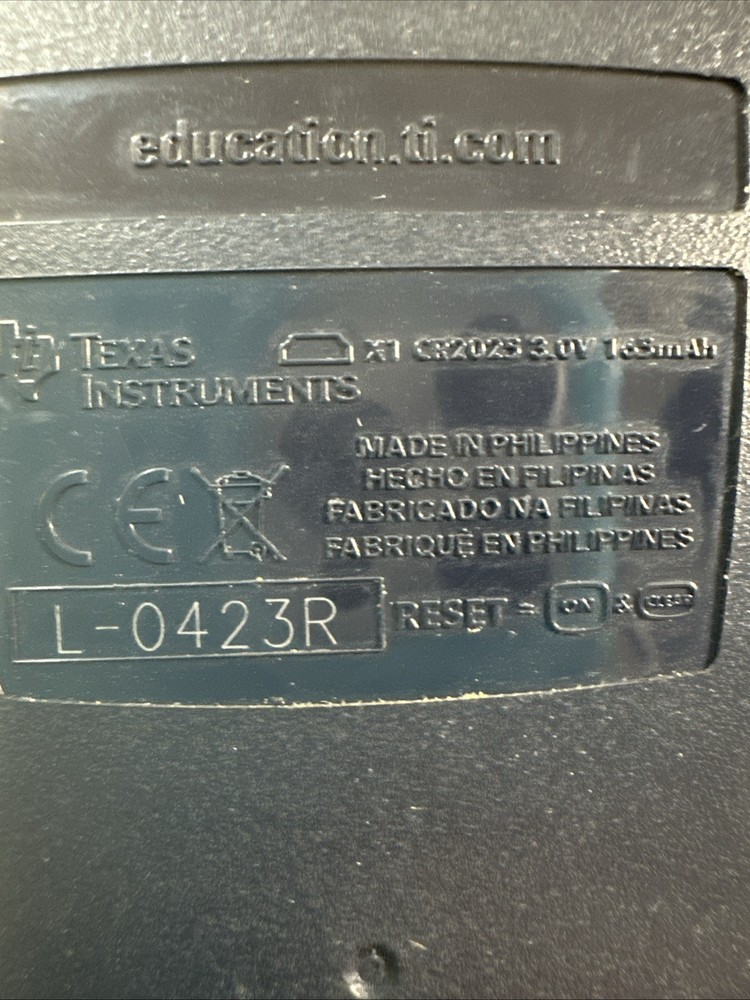 education.ti.com
TEXAS
INSTRUMENTS
X1 CR2025 3.0V 165mAh
MADE IN PHILIPPINES
HECHO EN FILIPINAS
FABRICADO NA FILIPINAS
FABRIQUÉ EN PHILIPPINES
CE
L-0423R
RESET = ON & CLEAR